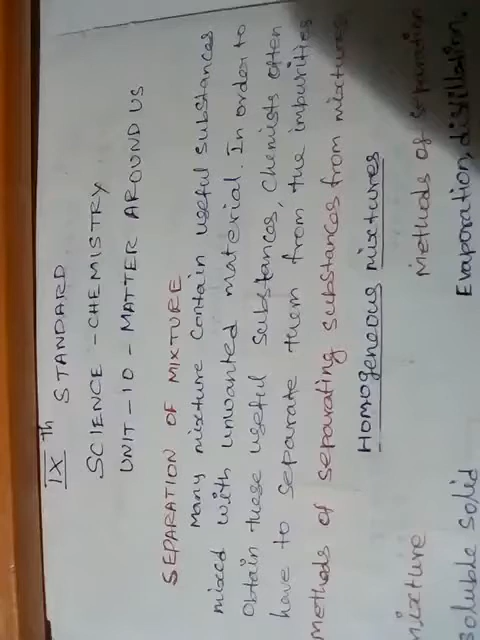 IXth STANDARD
SCIENCE - CHEMISTRY
UNIT-10 - MATTER AROUND US
SEPARATION OF MIXTURE
Many mixture contain useful substances
mixed with unwanted material. In order to
Obtain these useful substances, Chemists often
have to separate them from the impurities
methods of separating substances from mixtures
Homogeneous mixtures
mixture Methods of separation
soluble solid Evaporation, distillation,